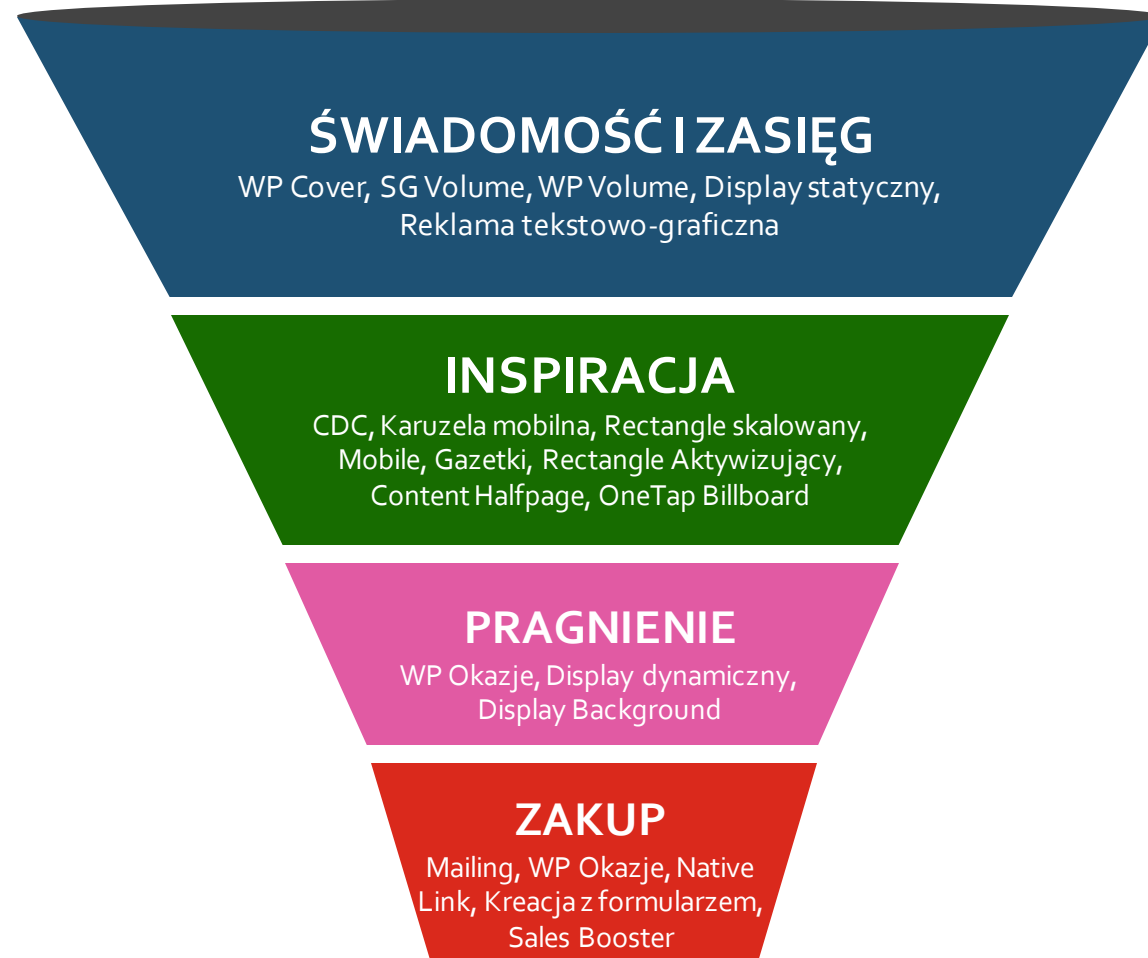 ŚWIADOMOŚĆ I ZASIĘG
WP Cover, SG Volume, WP Volume, Display statyczny,
Reklama tekstowo-graficzna
INSPIRACJA
CDC, Karuzela mobilna, Rectangle skalowany,
Mobile, Gazetki, Rectangle Aktywizujący,
Content Halfpage, OneTap Billboard
PRAGNIENIE
WP Okazje, Display dynamiczny,
Display Background
ZAKUP
Mailing, WP Okazje, Native
Link, Kreacja z formularzem,
Sales Booster